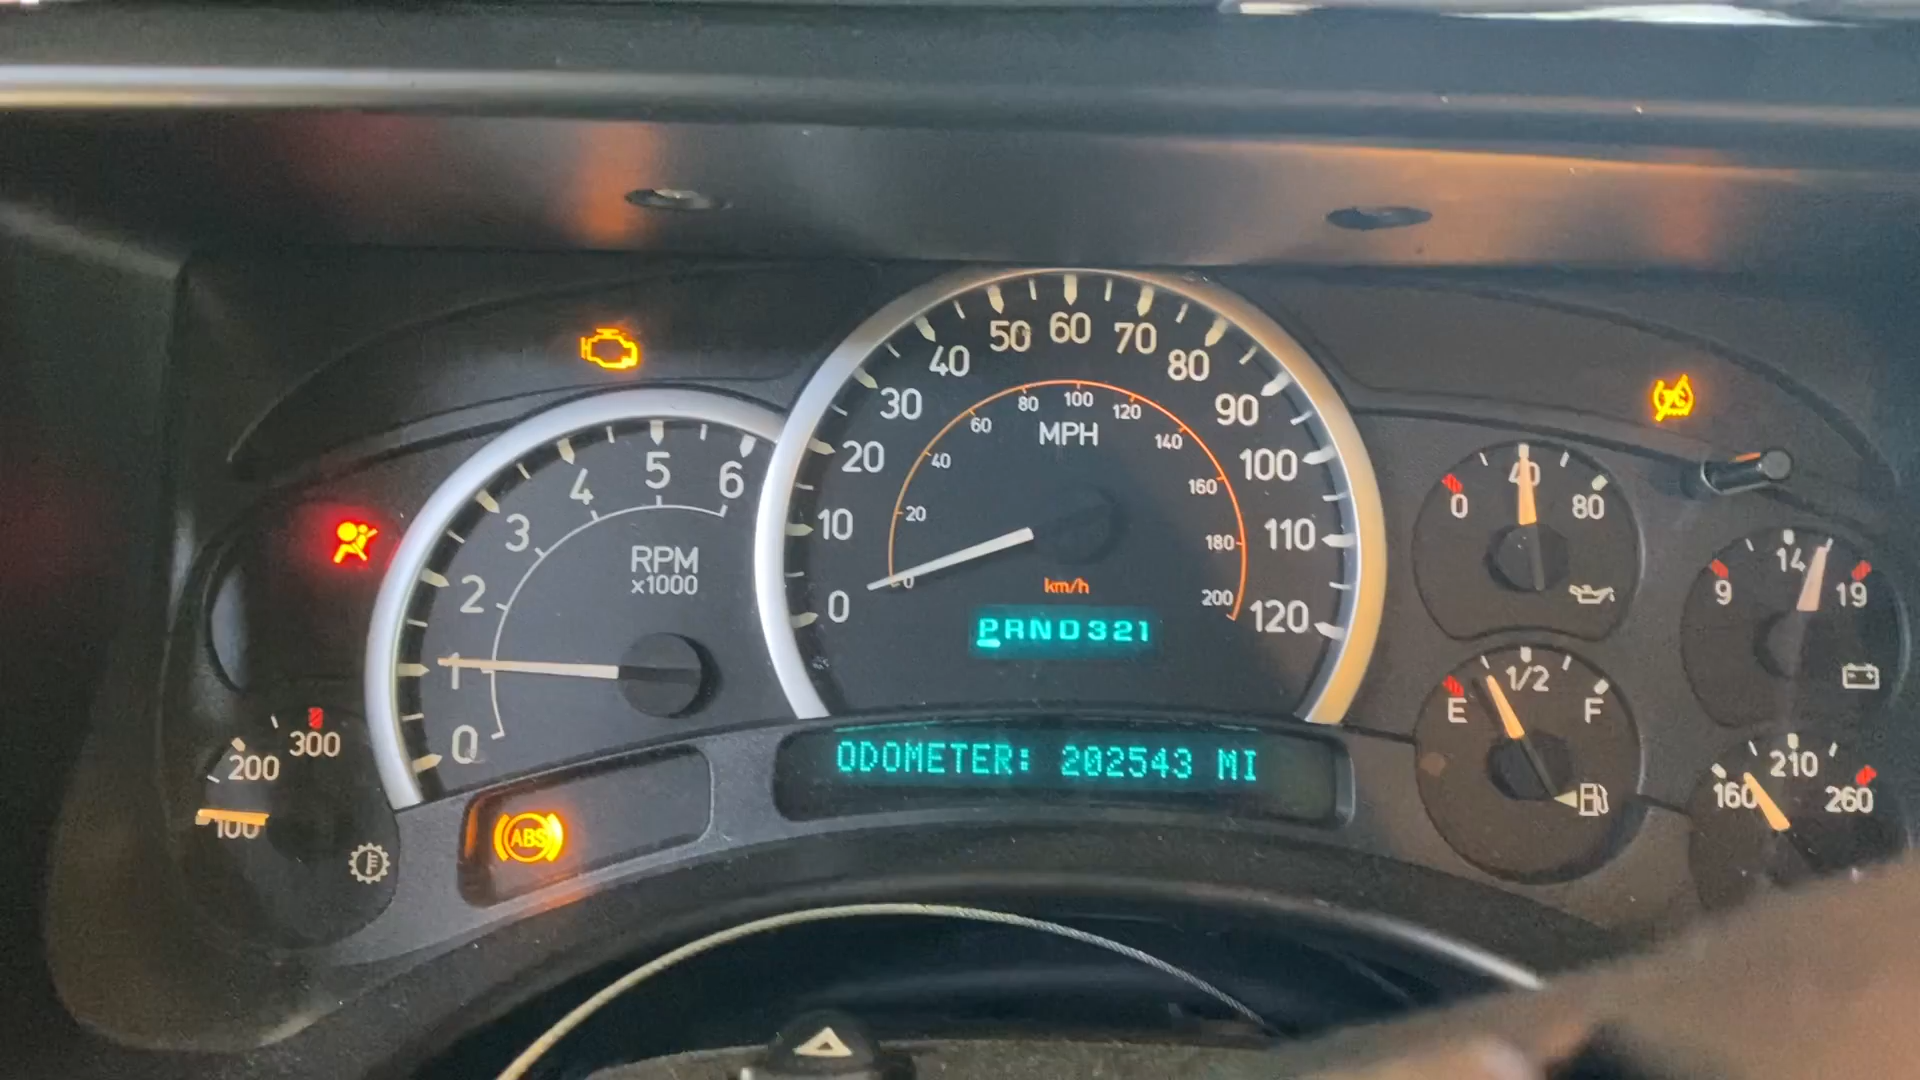 50 60 70
40 80
30 90
20 100
10 110
0 120
MPH
0 20 40 60 80 100 120 140 160 180 200
km/h
PRND321
0 1 2 3 4 5 6
RPM
x1000
ODOMETER: 202543 MI
ABS
100 200 300
0 40 80
E 1/2 F
9 14 19
160 210 260